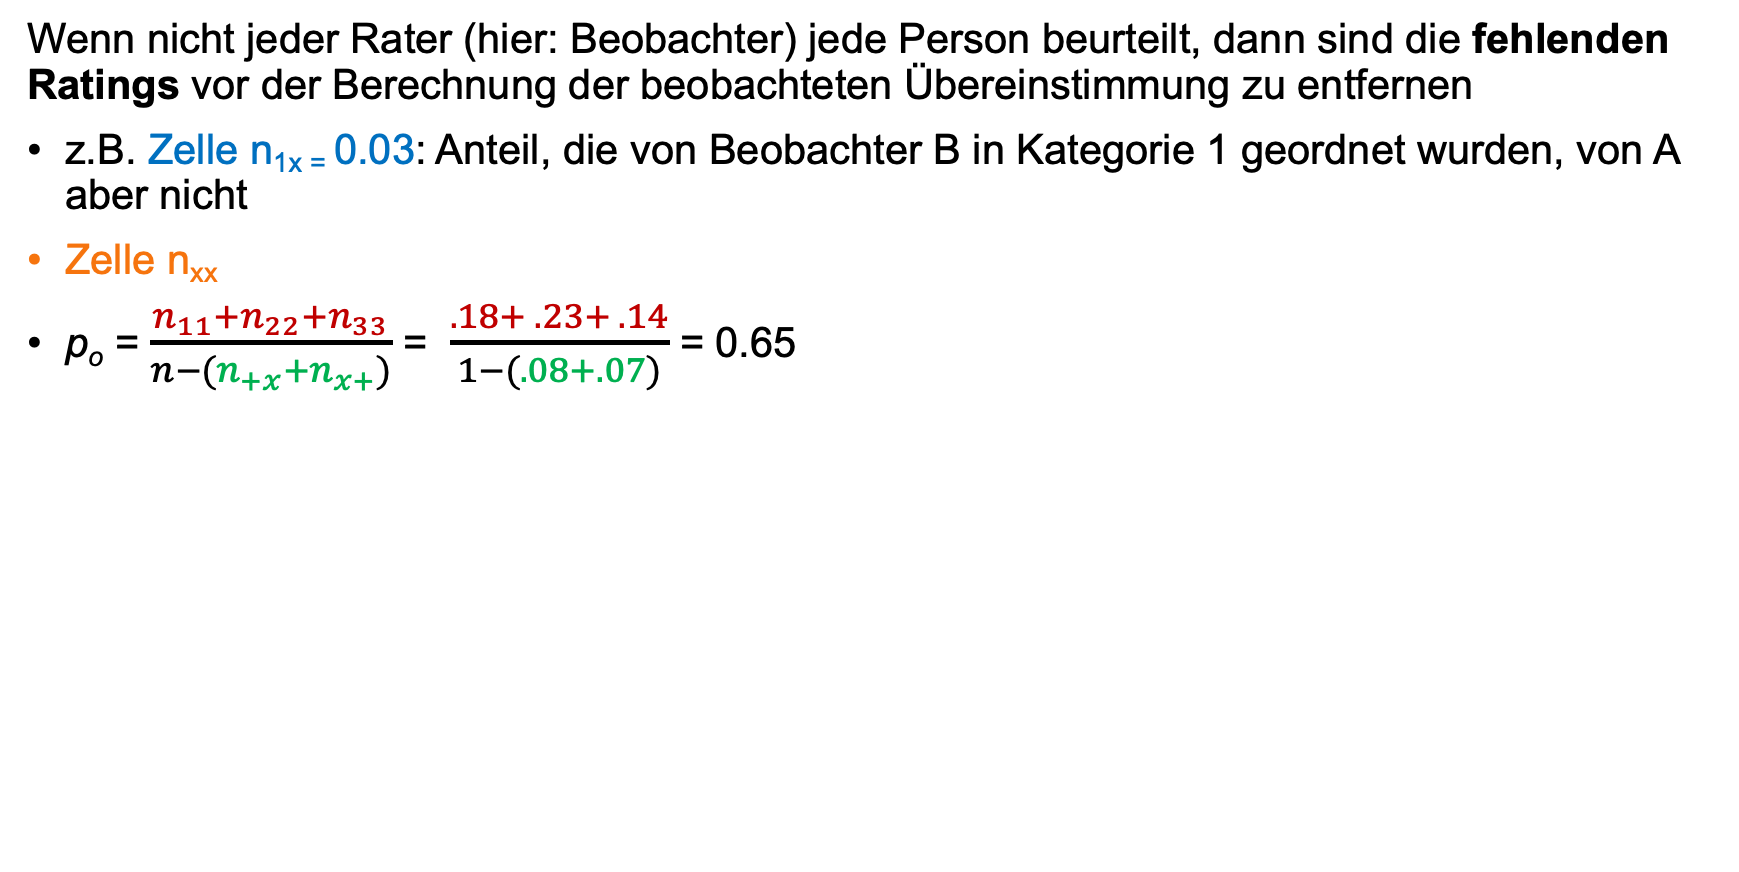 Wenn nicht jeder Rater (hier: Beobachter) jede Person beurteilt, dann sind die fehlenden
Ratings vor der Berechnung der beobachteten Übereinstimmung zu entfernen
• z.B. Zelle n₁ₓ = 0.03: Anteil, die von Beobachter B in Kategorie 1 geordnet wurden, von A
aber nicht
• Zelle nₓₓ
• pₒ = (n₁₁+n₂₂+n₃₃)/(n−(n₊ₓ+nₓ₊)) = (.18+ .23+ .14)/(1−(.08+.07)) = 0.65